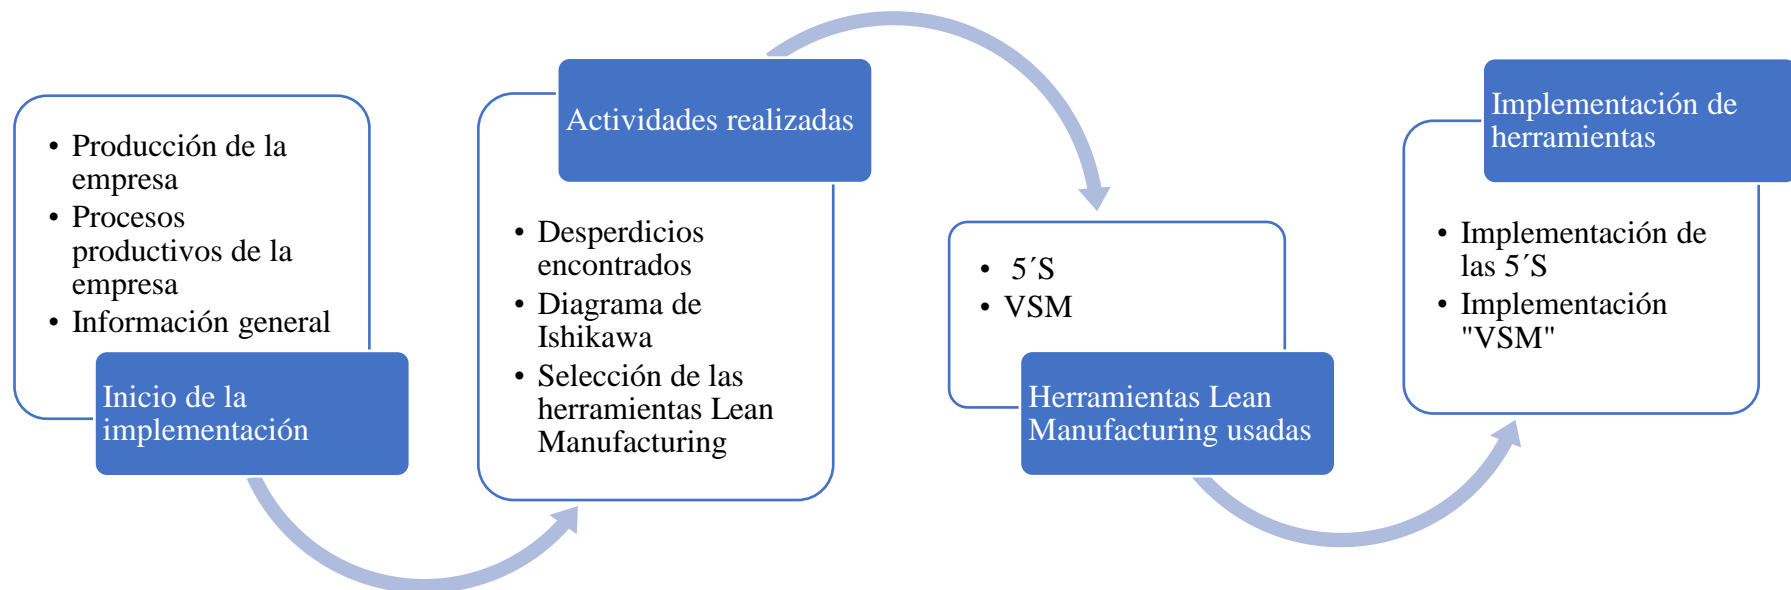 • Producción de la
empresa
• Procesos
productivos de la
empresa
• Información general
Inicio de la
implementación
Actividades realizadas
• Desperdicios
encontrados
• Diagrama de
Ishikawa
• Selección de las
herramientas Lean
Manufacturing
• 5´S
• VSM
Herramientas Lean
Manufacturing usadas
Implementación de
herramientas
• Implementación de
las 5´S
• Implementación
"VSM"